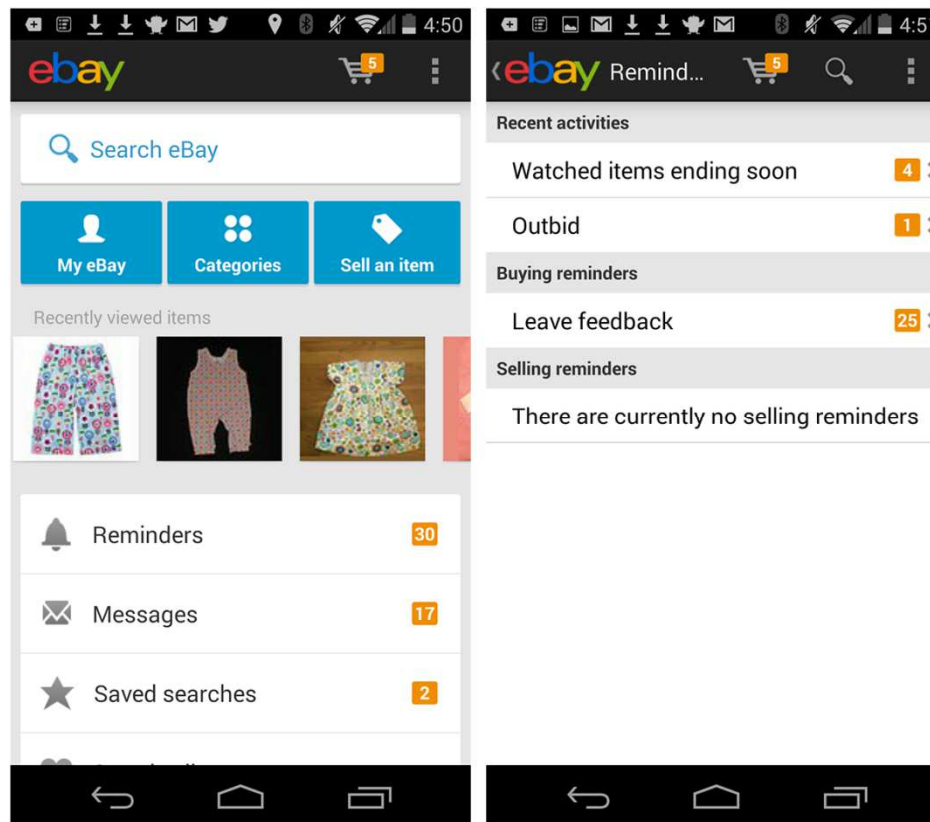 4:50
ebay
5
Search eBay
My eBay
Categories
Sell an item
Recently viewed items
Reminders 30
Messages 17
Saved searches 2
4:5
ebay Remind...
5
Recent activities
Watched items ending soon 4
Outbid 1
Buying reminders
Leave feedback 25
Selling reminders
There are currently no selling reminders